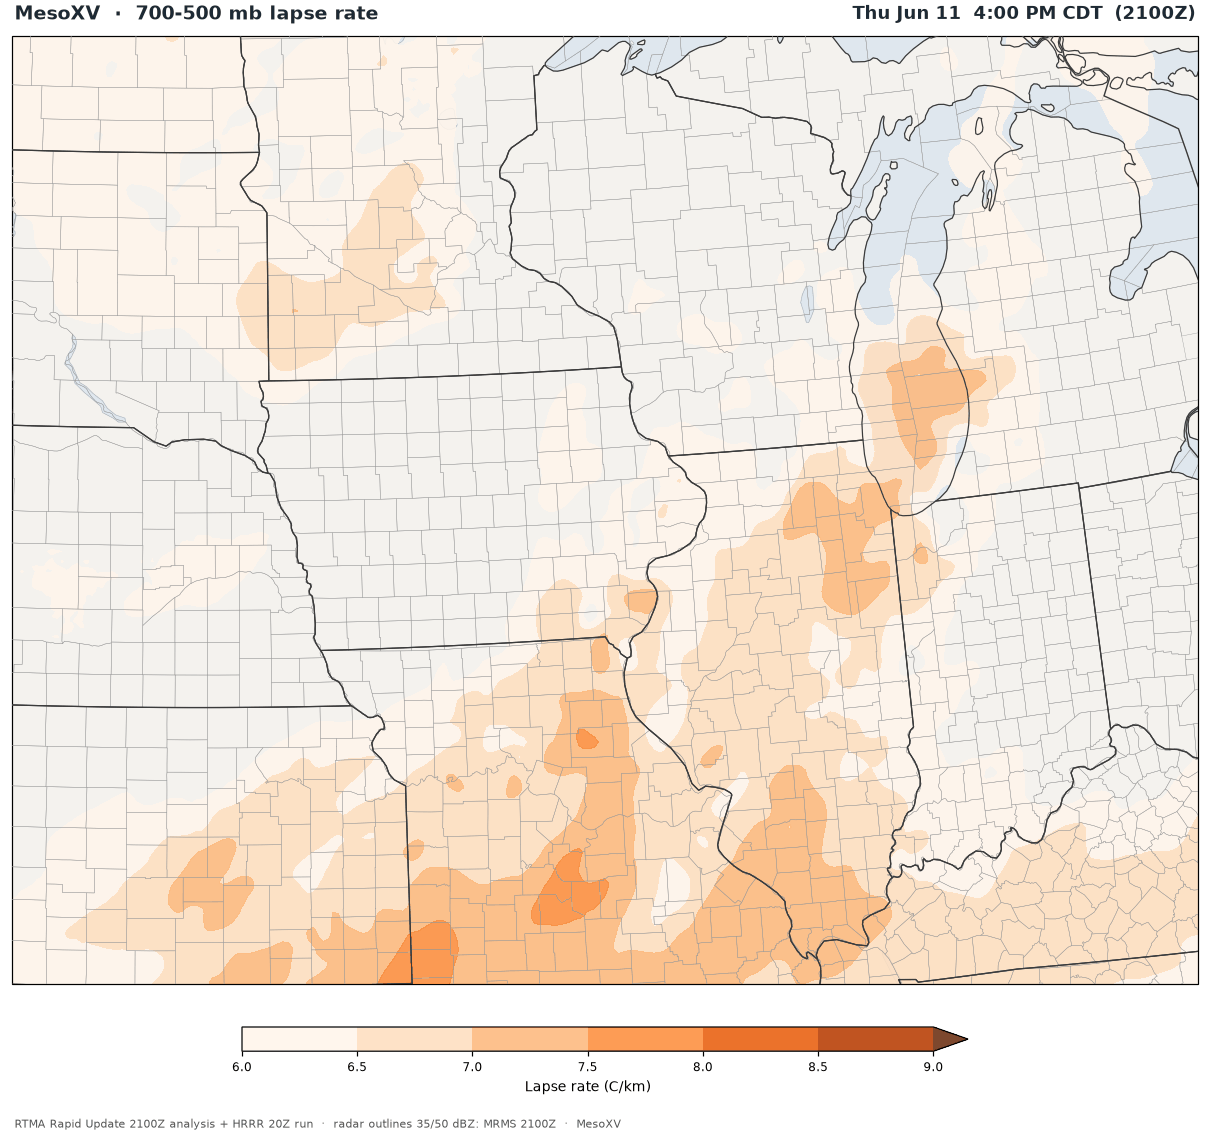 MesoXV · 700-500 mb lapse rate
Thu Jun 11 4:00 PM CDT (2100Z)
6.0 6.5 7.0 7.5 8.0 8.5 9.0
Lapse rate (C/km)
RTMA Rapid Update 2100Z analysis + HRRR 20Z run · radar outlines 35/50 dBZ: MRMS 2100Z · MesoXV